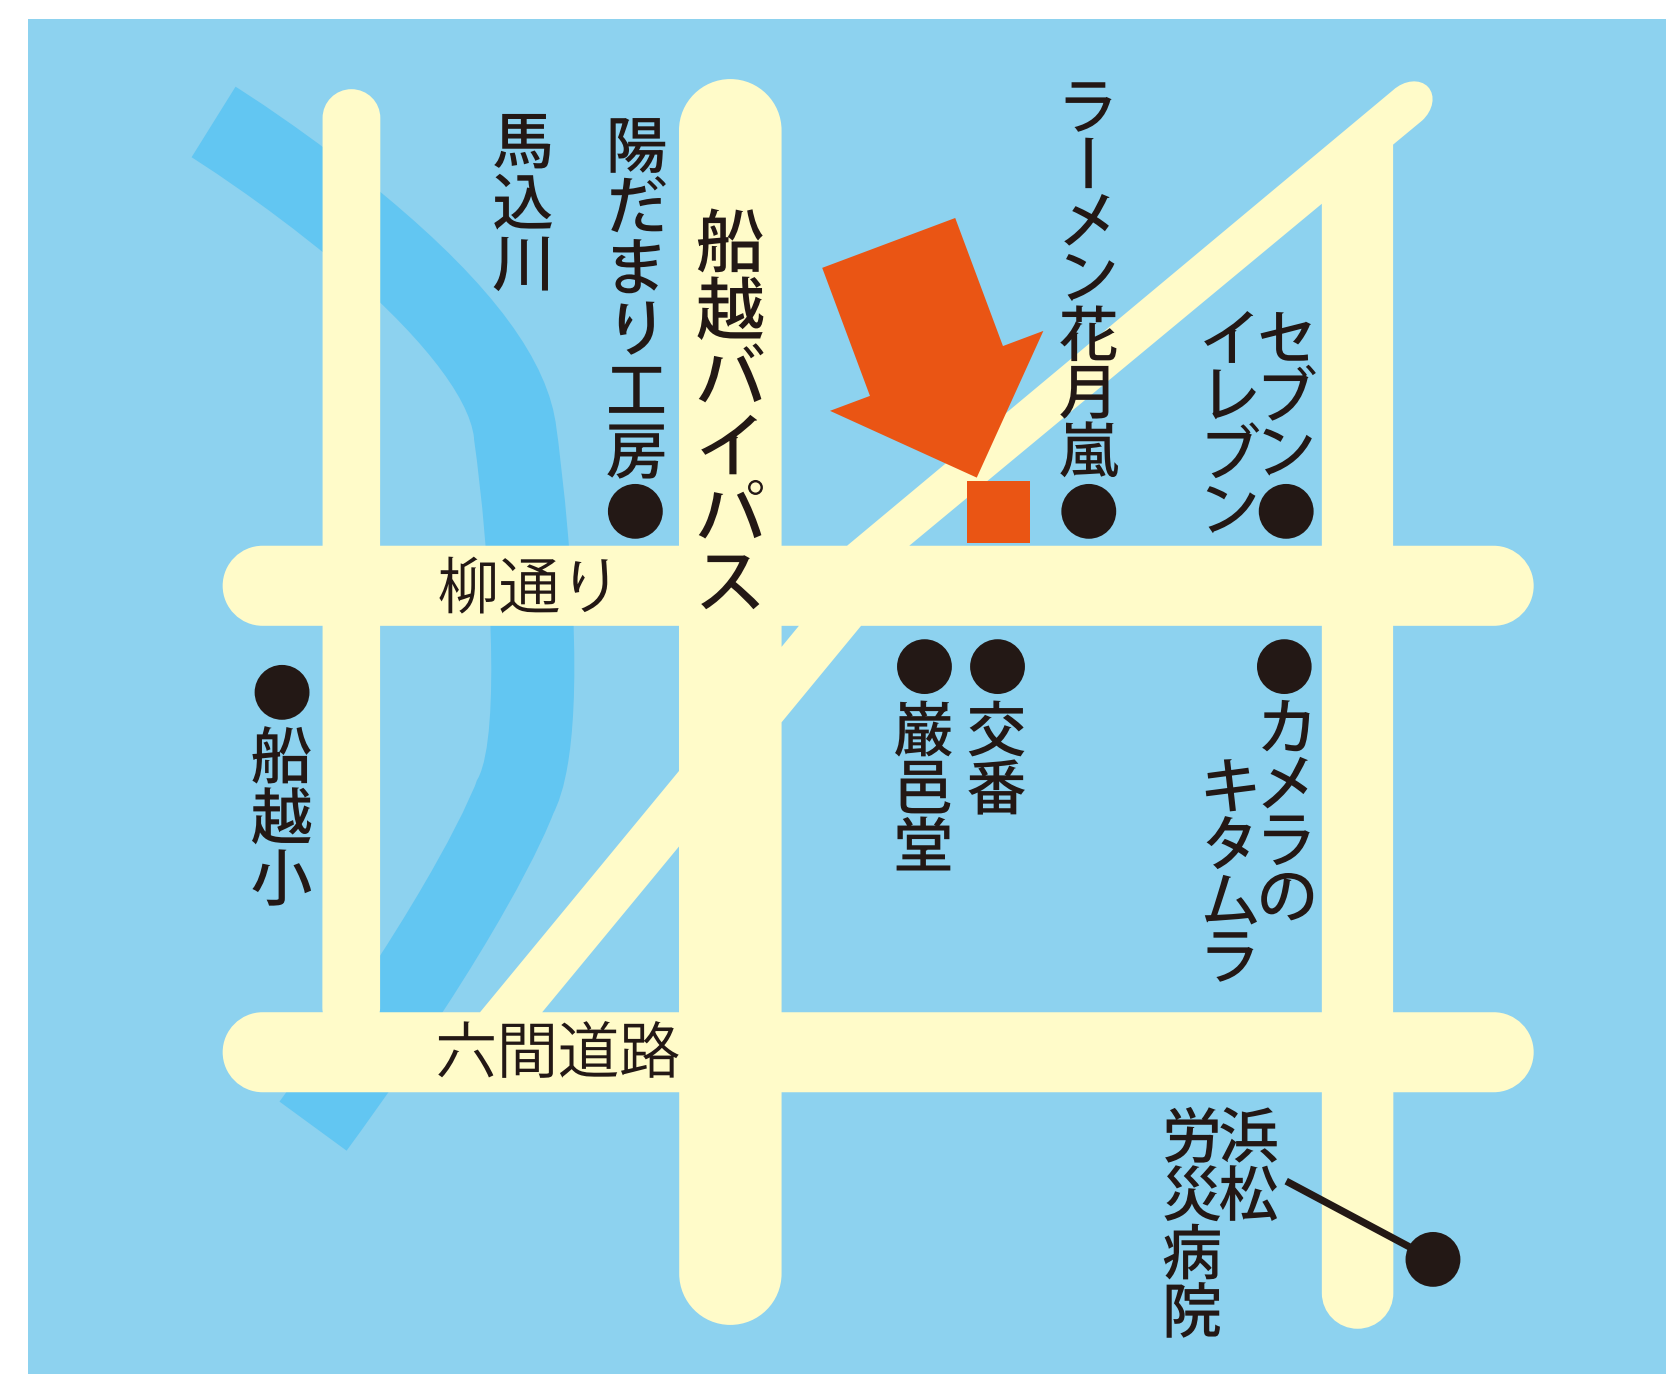 馬込川
陽だまり工房
船越バイパス
ラーメン花月嵐
セブン
イレブン
柳通り
船越小
巌邑堂
交番
カメラの
キタムラ
六間道路
浜松
労災病院